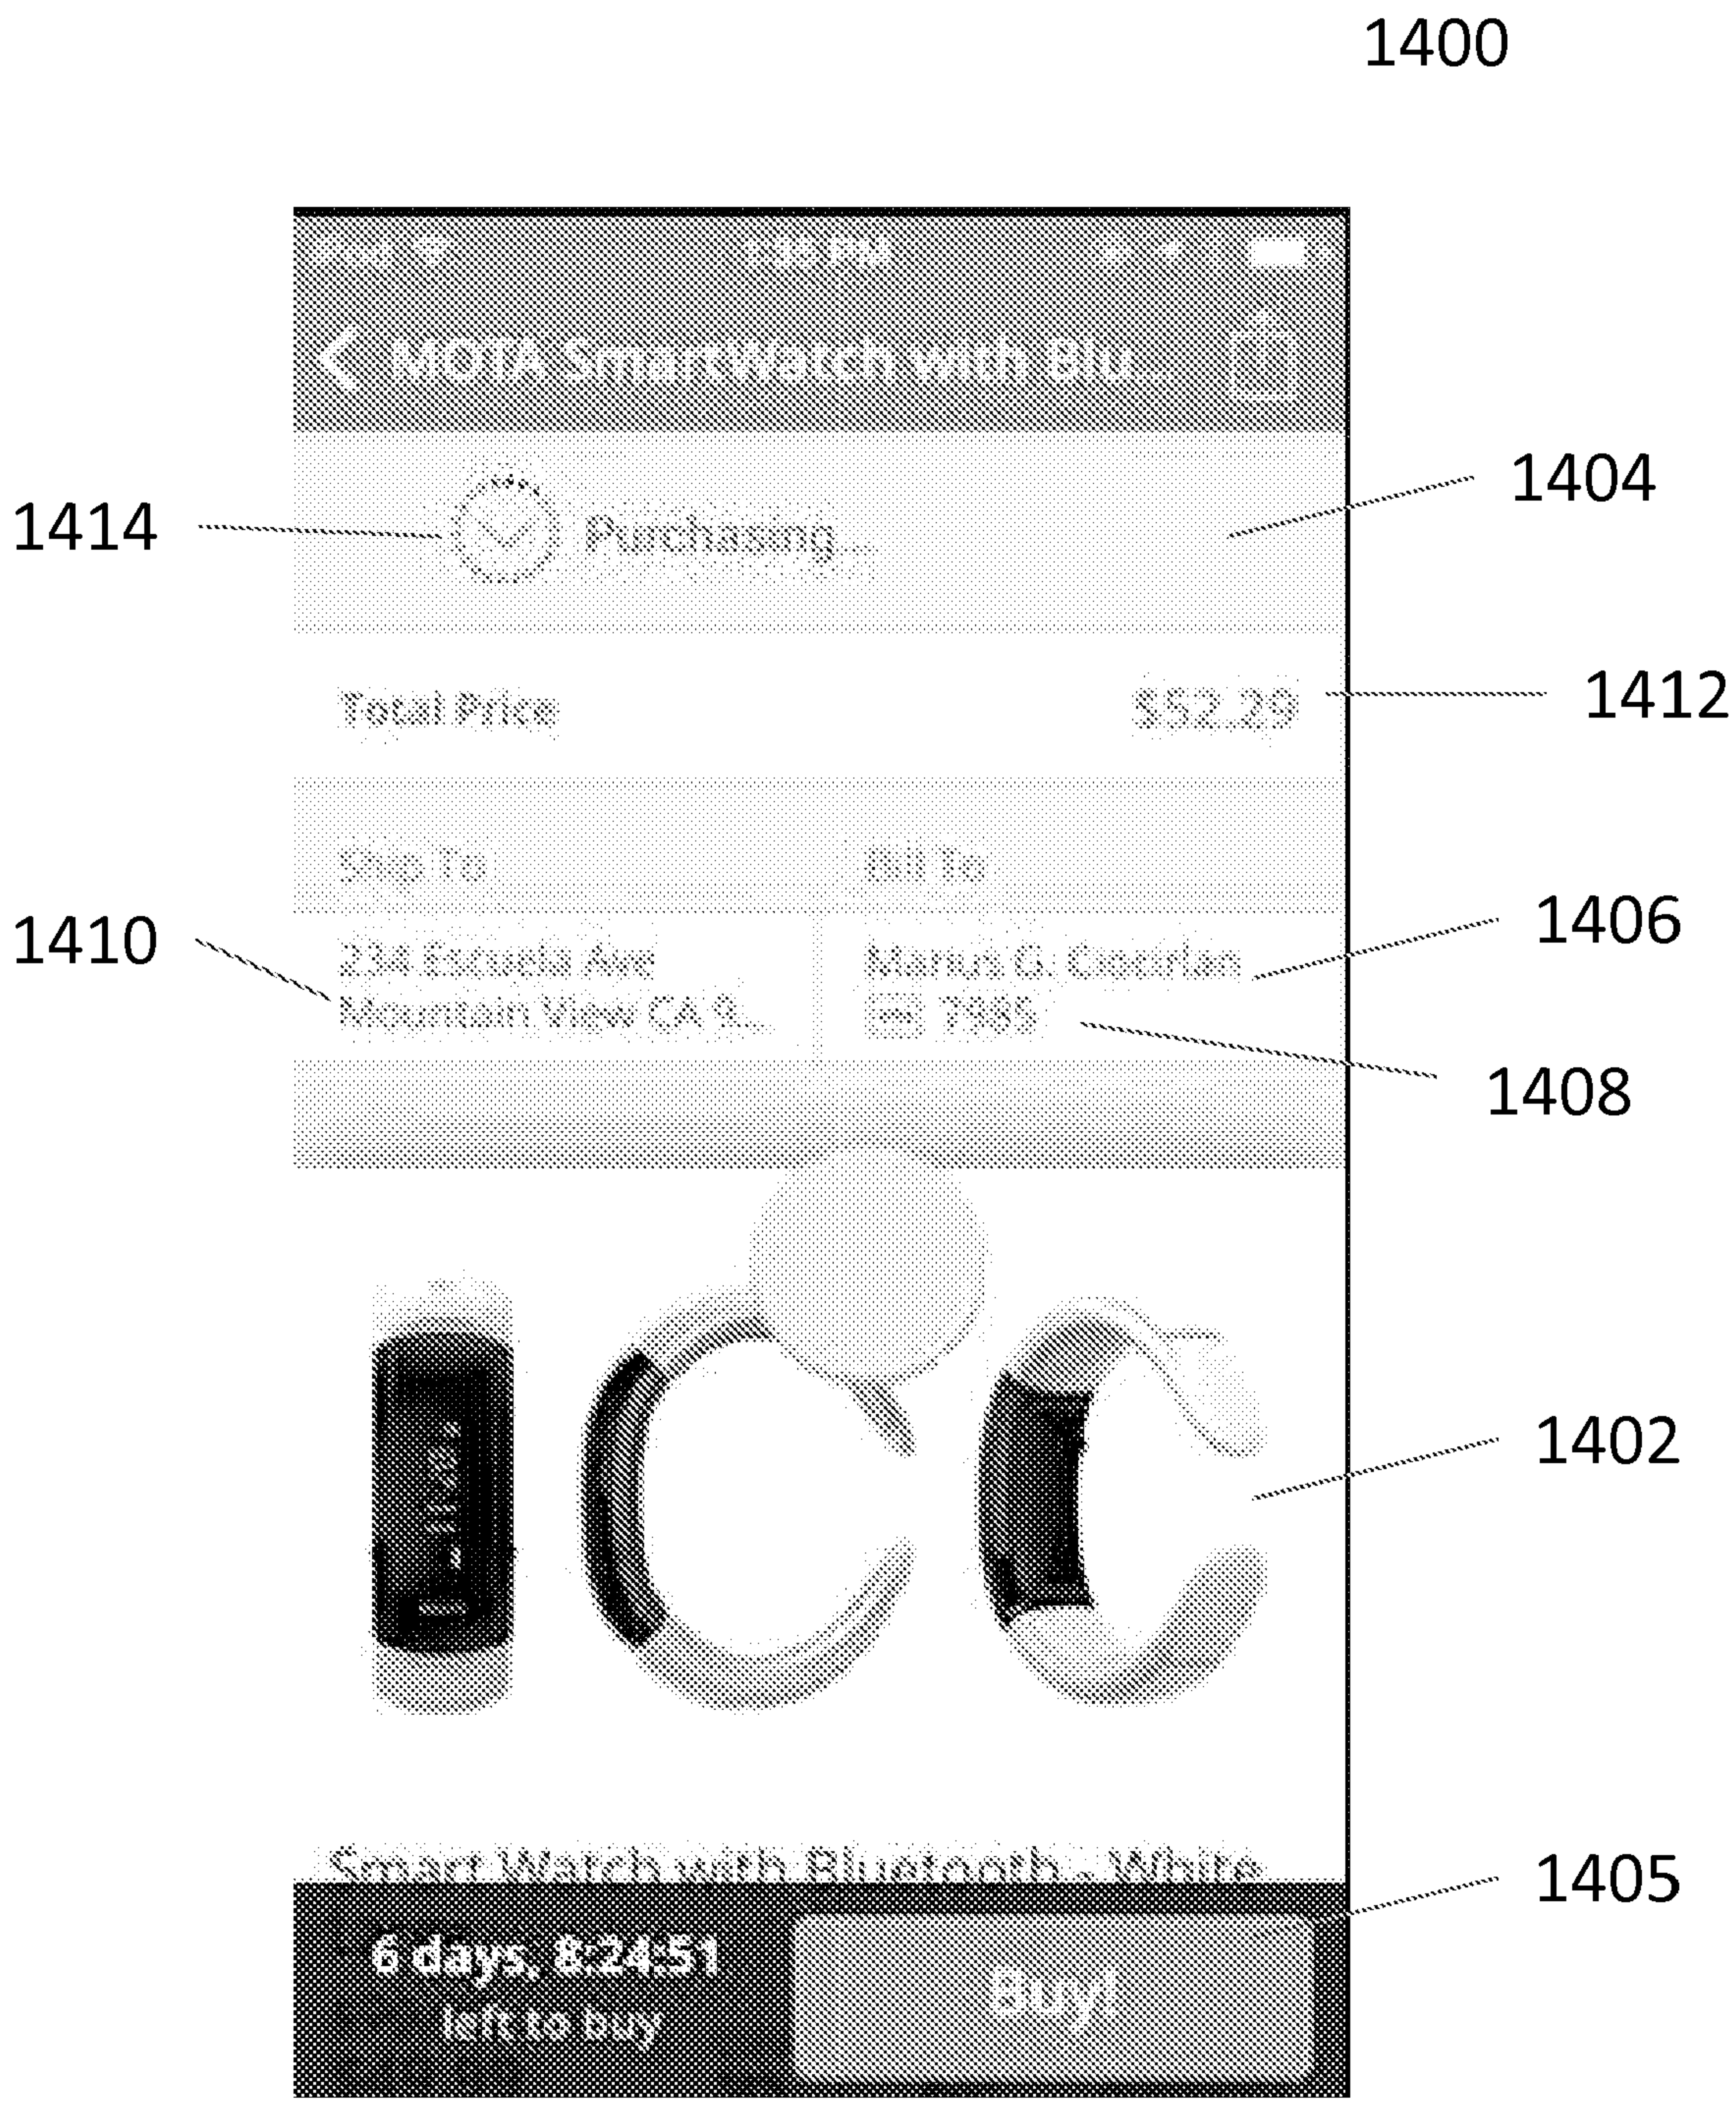 1400
MOTA SmartWatch with Blu...
1404
1414
Purchasing...
Total Price
$52.29
1412
Ship To
Bill To
1406
1410
234 Escuela Ave
Marius G.
Mountain View CA 9...
1408
1402
Smart Watch with Bluetooth - White
1405
6 days, 8:24:51
Buy!
left to buy